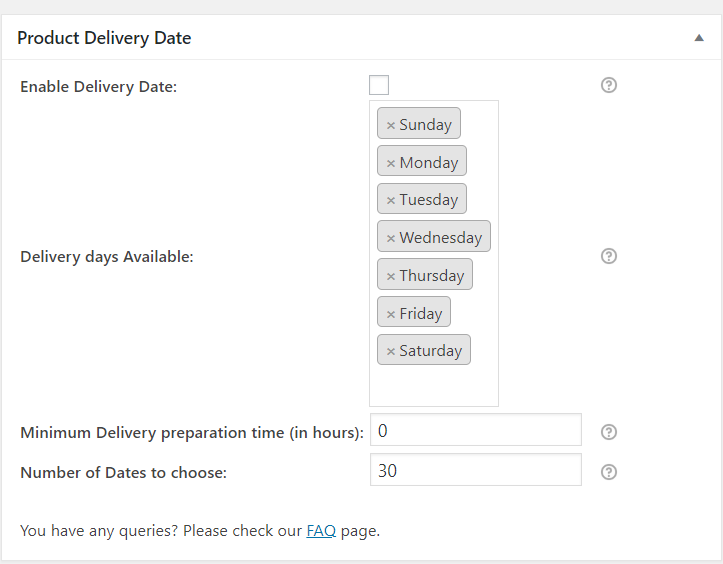 Product Delivery Date
Enable Delivery Date:
Delivery days Available:
× Sunday
× Monday
× Tuesday
× Wednesday
× Thursday
× Friday
× Saturday
Minimum Delivery preparation time (in hours): 0
Number of Dates to choose: 30
You have any queries? Please check our FAQ page.